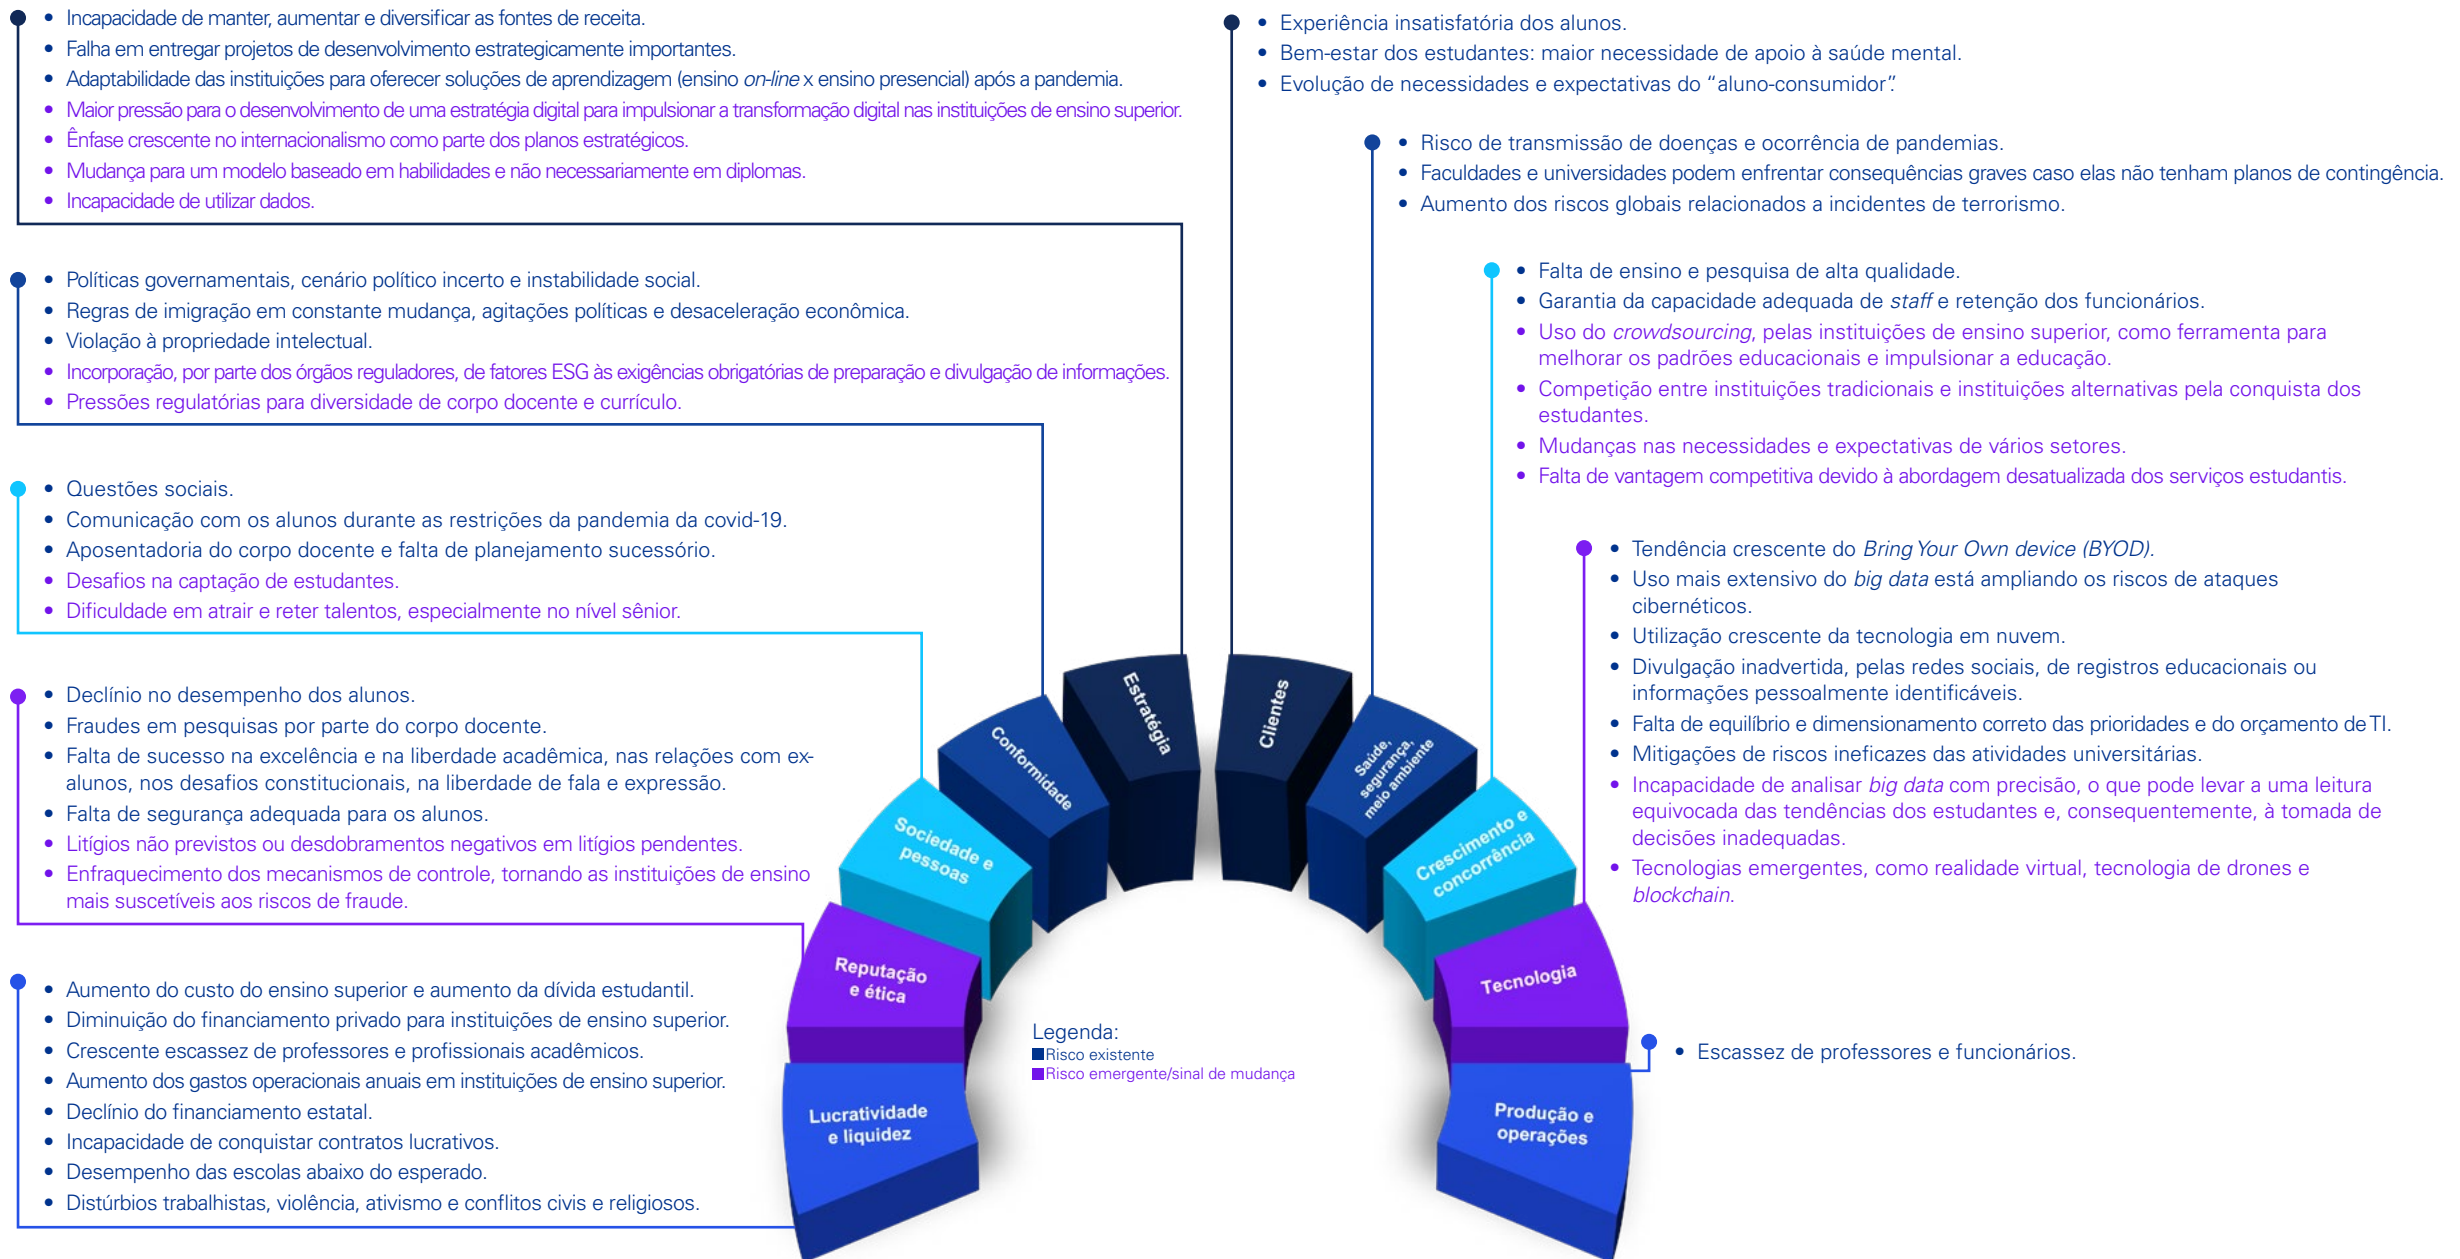 • Incapacidade de manter, aumentar e diversificar as fontes de receita.
• Falha em entregar projetos de desenvolvimento estrategicamente importantes.
• Adaptabilidade das instituições para oferecer soluções de aprendizagem (ensino on-line x ensino presencial) após a pandemia.
• Maior pressão para o desenvolvimento de uma estratégia digital para impulsionar a transformação digital nas instituições de ensino superior.
• Ênfase crescente no internacionalismo como parte dos planos estratégicos.
• Mudança para um modelo baseado em habilidades e não necessariamente em diplomas.
• Incapacidade de utilizar dados.
• Políticas governamentais, cenário político incerto e instabilidade social.
• Regras de imigração em constante mudança, agitações políticas e desaceleração econômica.
• Violação à propriedade intelectual.
• Incorporação, por parte dos órgãos reguladores, de fatores ESG às exigências obrigatórias de preparação e divulgação de informações.
• Pressões regulatórias para diversidade de corpo docente e currículo.
• Questões sociais.
• Comunicação com os alunos durante as restrições da pandemia da covid-19.
• Aposentadoria do corpo docente e falta de planejamento sucessório.
• Desafios na captação de estudantes.
• Dificuldade em atrair e reter talentos, especialmente no nível sênior.
• Declínio no desempenho dos alunos.
• Fraudes em pesquisas por parte do corpo docente.
• Falta de sucesso na excelência e na liberdade acadêmica, nas relações com ex-
alunos, nos desafios constitucionais, na liberdade de fala e expressão.
• Falta de segurança adequada para os alunos.
• Litígios não previstos ou desdobramentos negativos em litígios pendentes.
• Enfraquecimento dos mecanismos de controle, tornando as instituições de ensino
mais suscetíveis aos riscos de fraude.
• Aumento do custo do ensino superior e aumento da dívida estudantil.
• Diminuição do financiamento privado para instituições de ensino superior.
• Crescente escassez de professores e profissionais acadêmicos.
• Aumento dos gastos operacionais anuais em instituições de ensino superior.
• Declínio do financiamento estatal.
• Incapacidade de conquistar contratos lucrativos.
• Desempenho das escolas abaixo do esperado.
• Distúrbios trabalhistas, violência, ativismo e conflitos civis e religiosos.
• Experiência insatisfatória dos alunos.
• Bem-estar dos estudantes: maior necessidade de apoio à saúde mental.
• Evolução de necessidades e expectativas do “aluno-consumidor”.
• Risco de transmissão de doenças e ocorrência de pandemias.
• Faculdades e universidades podem enfrentar consequências graves caso elas não tenham planos de contingência.
• Aumento dos riscos globais relacionados a incidentes de terrorismo.
• Falta de ensino e pesquisa de alta qualidade.
• Garantia da capacidade adequada de staff e retenção dos funcionários.
• Uso do crowdsourcing, pelas instituições de ensino superior, como ferramenta para
melhorar os padrões educacionais e impulsionar a educação.
• Competição entre instituições tradicionais e instituições alternativas pela conquista dos
estudantes.
• Mudanças nas necessidades e expectativas de vários setores.
• Falta de vantagem competitiva devido à abordagem desatualizada dos serviços estudantis.
• Tendência crescente do Bring Your Own device (BYOD).
• Uso mais extensivo do big data está ampliando os riscos de ataques
cibernéticos.
• Utilização crescente da tecnologia em nuvem.
• Divulgação inadvertida, pelas redes sociais, de registros educacionais ou
informações pessoalmente identificáveis.
• Falta de equilíbrio e dimensionamento correto das prioridades e do orçamento de TI.
• Mitigações de riscos ineficazes das atividades universitárias.
• Incapacidade de analisar big data com precisão, o que pode levar a uma leitura
equivocada das tendências dos estudantes e, consequentemente, à tomada de
decisões inadequadas.
• Tecnologias emergentes, como realidade virtual, tecnologia de drones e
blockchain.
• Escassez de professores e funcionários.
Lucratividade
e liquidez
Reputação
e ética
Sociedade e
pessoas
Conformidade
Estratégia
Clientes
Saúde,
segurança,
meio ambiente
Crescimento e
concorrência
Tecnologia
Produção e
operações
Legenda:
Risco existente
Risco emergente/sinal de mudança